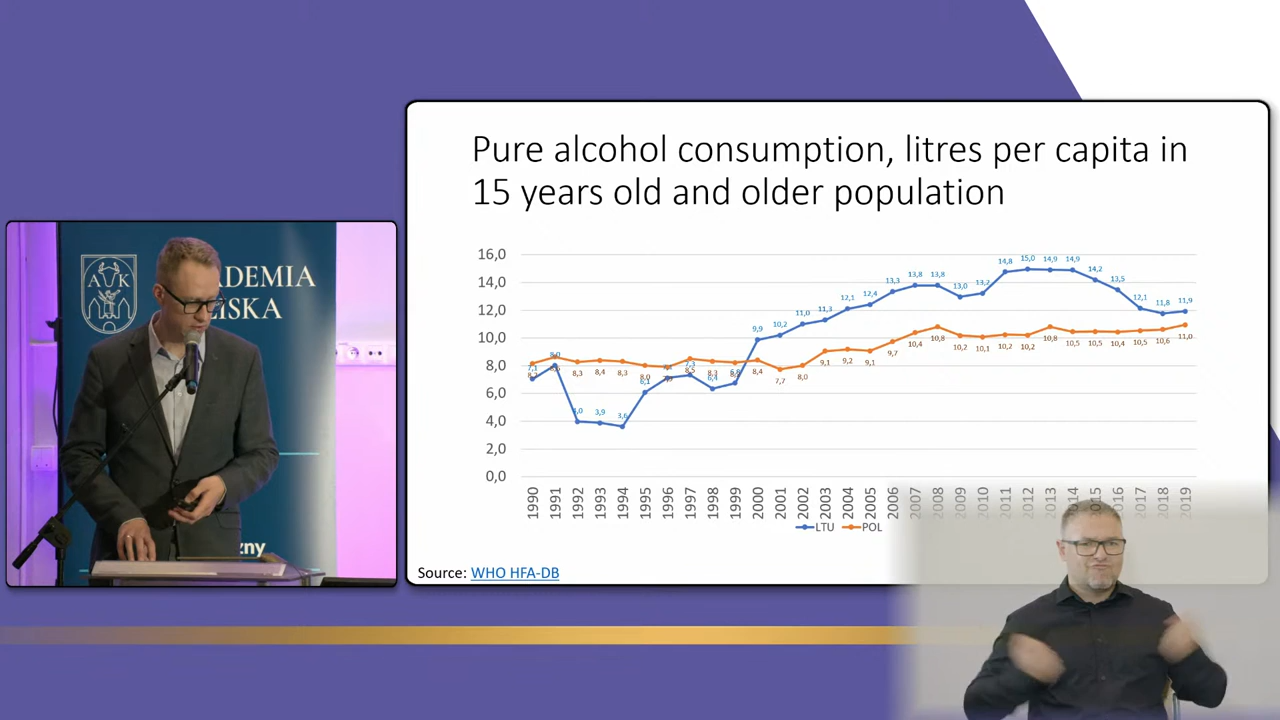 Pure alcohol consumption, litres per capita in
15 years old and older population
16,0
14,0
12,0
10,0
8,0
6,0
4,0
2,0
0,0
13,3 13,8 13,8 13,0 14,8 15,0 14,9 14,9 14,2 13,5 12,1 11,8 11,9
9,9 10,2 11,0 11,3 12,1 12,4
8,4 7,7 8,0 9,1 9,2 9,1 9,7 10,4 10,8 10,2 10,1 10,2 10,2 10,8 10,5 10,5 10,4 10,5 10,6 11,0
8,3 8,4 8,3
3,9
1990 1991 1992 1993 1994 1995 1996 1997 1998 1999 2000 2001 2002 2003 2004 2005 2006 2007 2008 2009 2010 2011 2012 2013 2014 2015 2016 2017 2018 2019
LTU POL
Source: WHO HFA-DB
A K
DEMIA
ISKA
zny